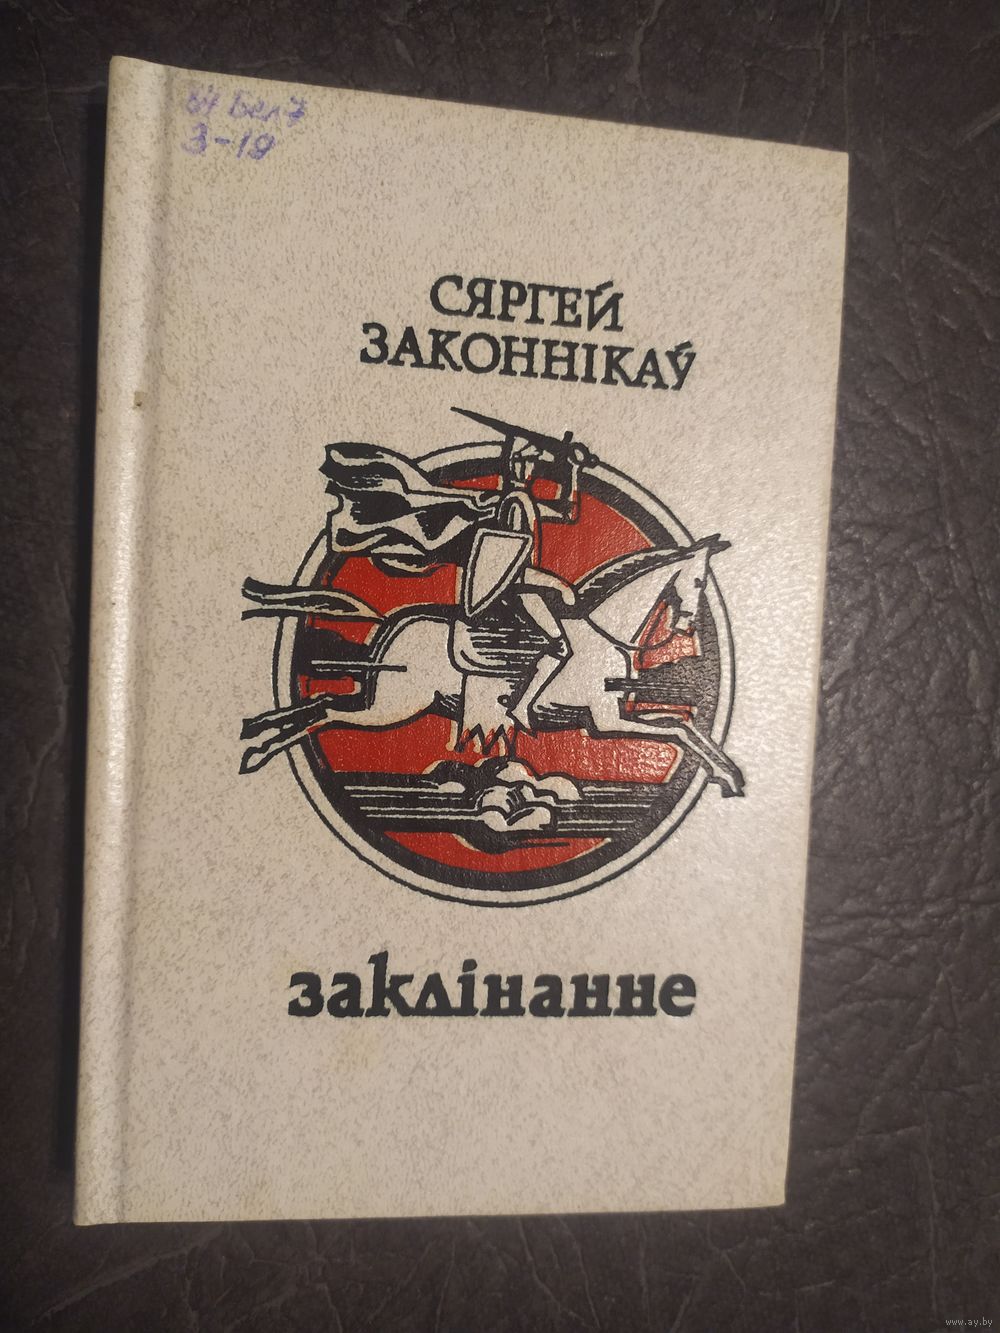 84 Бел7
З-19
СЯРГЕЙ
ЗАКОННІКАЎ
заклінанне
www.ay.by